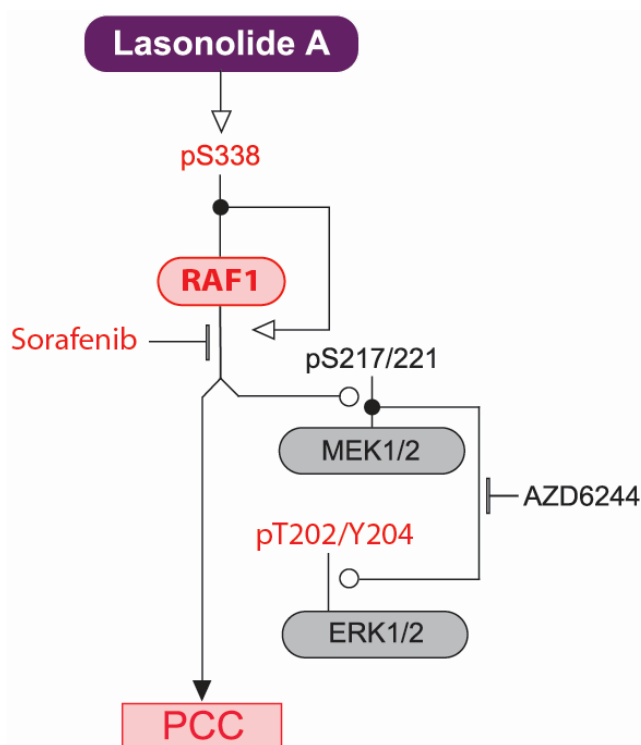 Lasonolide A
pS338
RAF1
Sorafenib
pS217/221
MEK1/2
AZD6244
pT202/Y204
ERK1/2
PCC